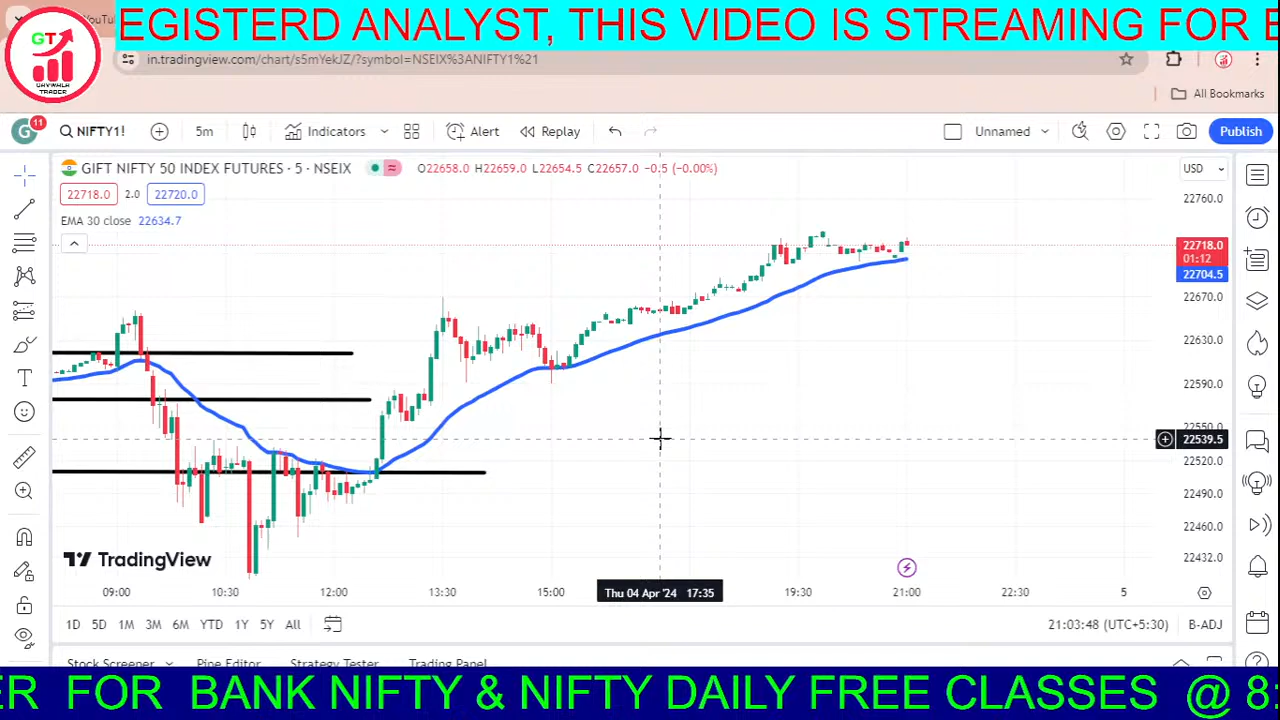 EGISTERD ANALYST, THIS VIDEO IS STREAMING FOR E
GT
CHYWALA
TRADER
in.tradingview.com/chart/s5mYekJZ/?symbol=NSEIX%3ANIFTY1%21
All Bookmarks
G 11 NIFTY1! 5m Indicators Alert Replay Unnamed Publish
GIFT NIFTY 50 INDEX FUTURES · 5 · NSEIX O22658.0 H22659.0 L22654.5 C22657.0 −0.5 (−0.00%) USD
22718.0 2.0 22720.0
EMA 30 close 22634.7
22760.0
22718.0
01:12
22704.5
22670.0
22630.0
22590.0
22550.0
22539.5
22520.0
22490.0
22460.0
22432.0
TradingView
09:00 10:30 12:00 13:30 15:00 Thu 04 Apr '24 17:35 19:30 21:00 22:30 5
1D 5D 1M 3M 6M YTD 1Y 5Y All 21:03:48 (UTC+5:30) B-ADJ
Stock Screener Pine Editor Strategy Tester Trading Panel
ER FOR BANK NIFTY & NIFTY DAILY FREE CLASSES @ 8: